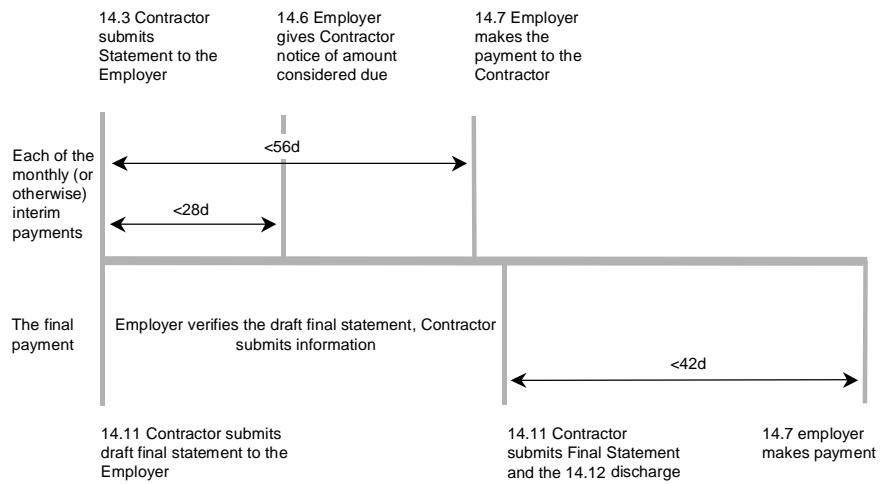 14.3 Contractor
submits
Statement to the
Employer
14.6 Employer
gives Contractor
notice of amount
considered due
14.7 Employer
makes the
payment to the
Contractor
Each of the
monthly (or
otherwise)
interim
payments
<56d
<28d
The final
payment
Employer verifies the draft final statement, Contractor
submits information
<42d
14.11 Contractor submits
draft final statement to the
Employer
14.11 Contractor
submits Final Statement
and the 14.12 discharge
14.7 employer
makes payment